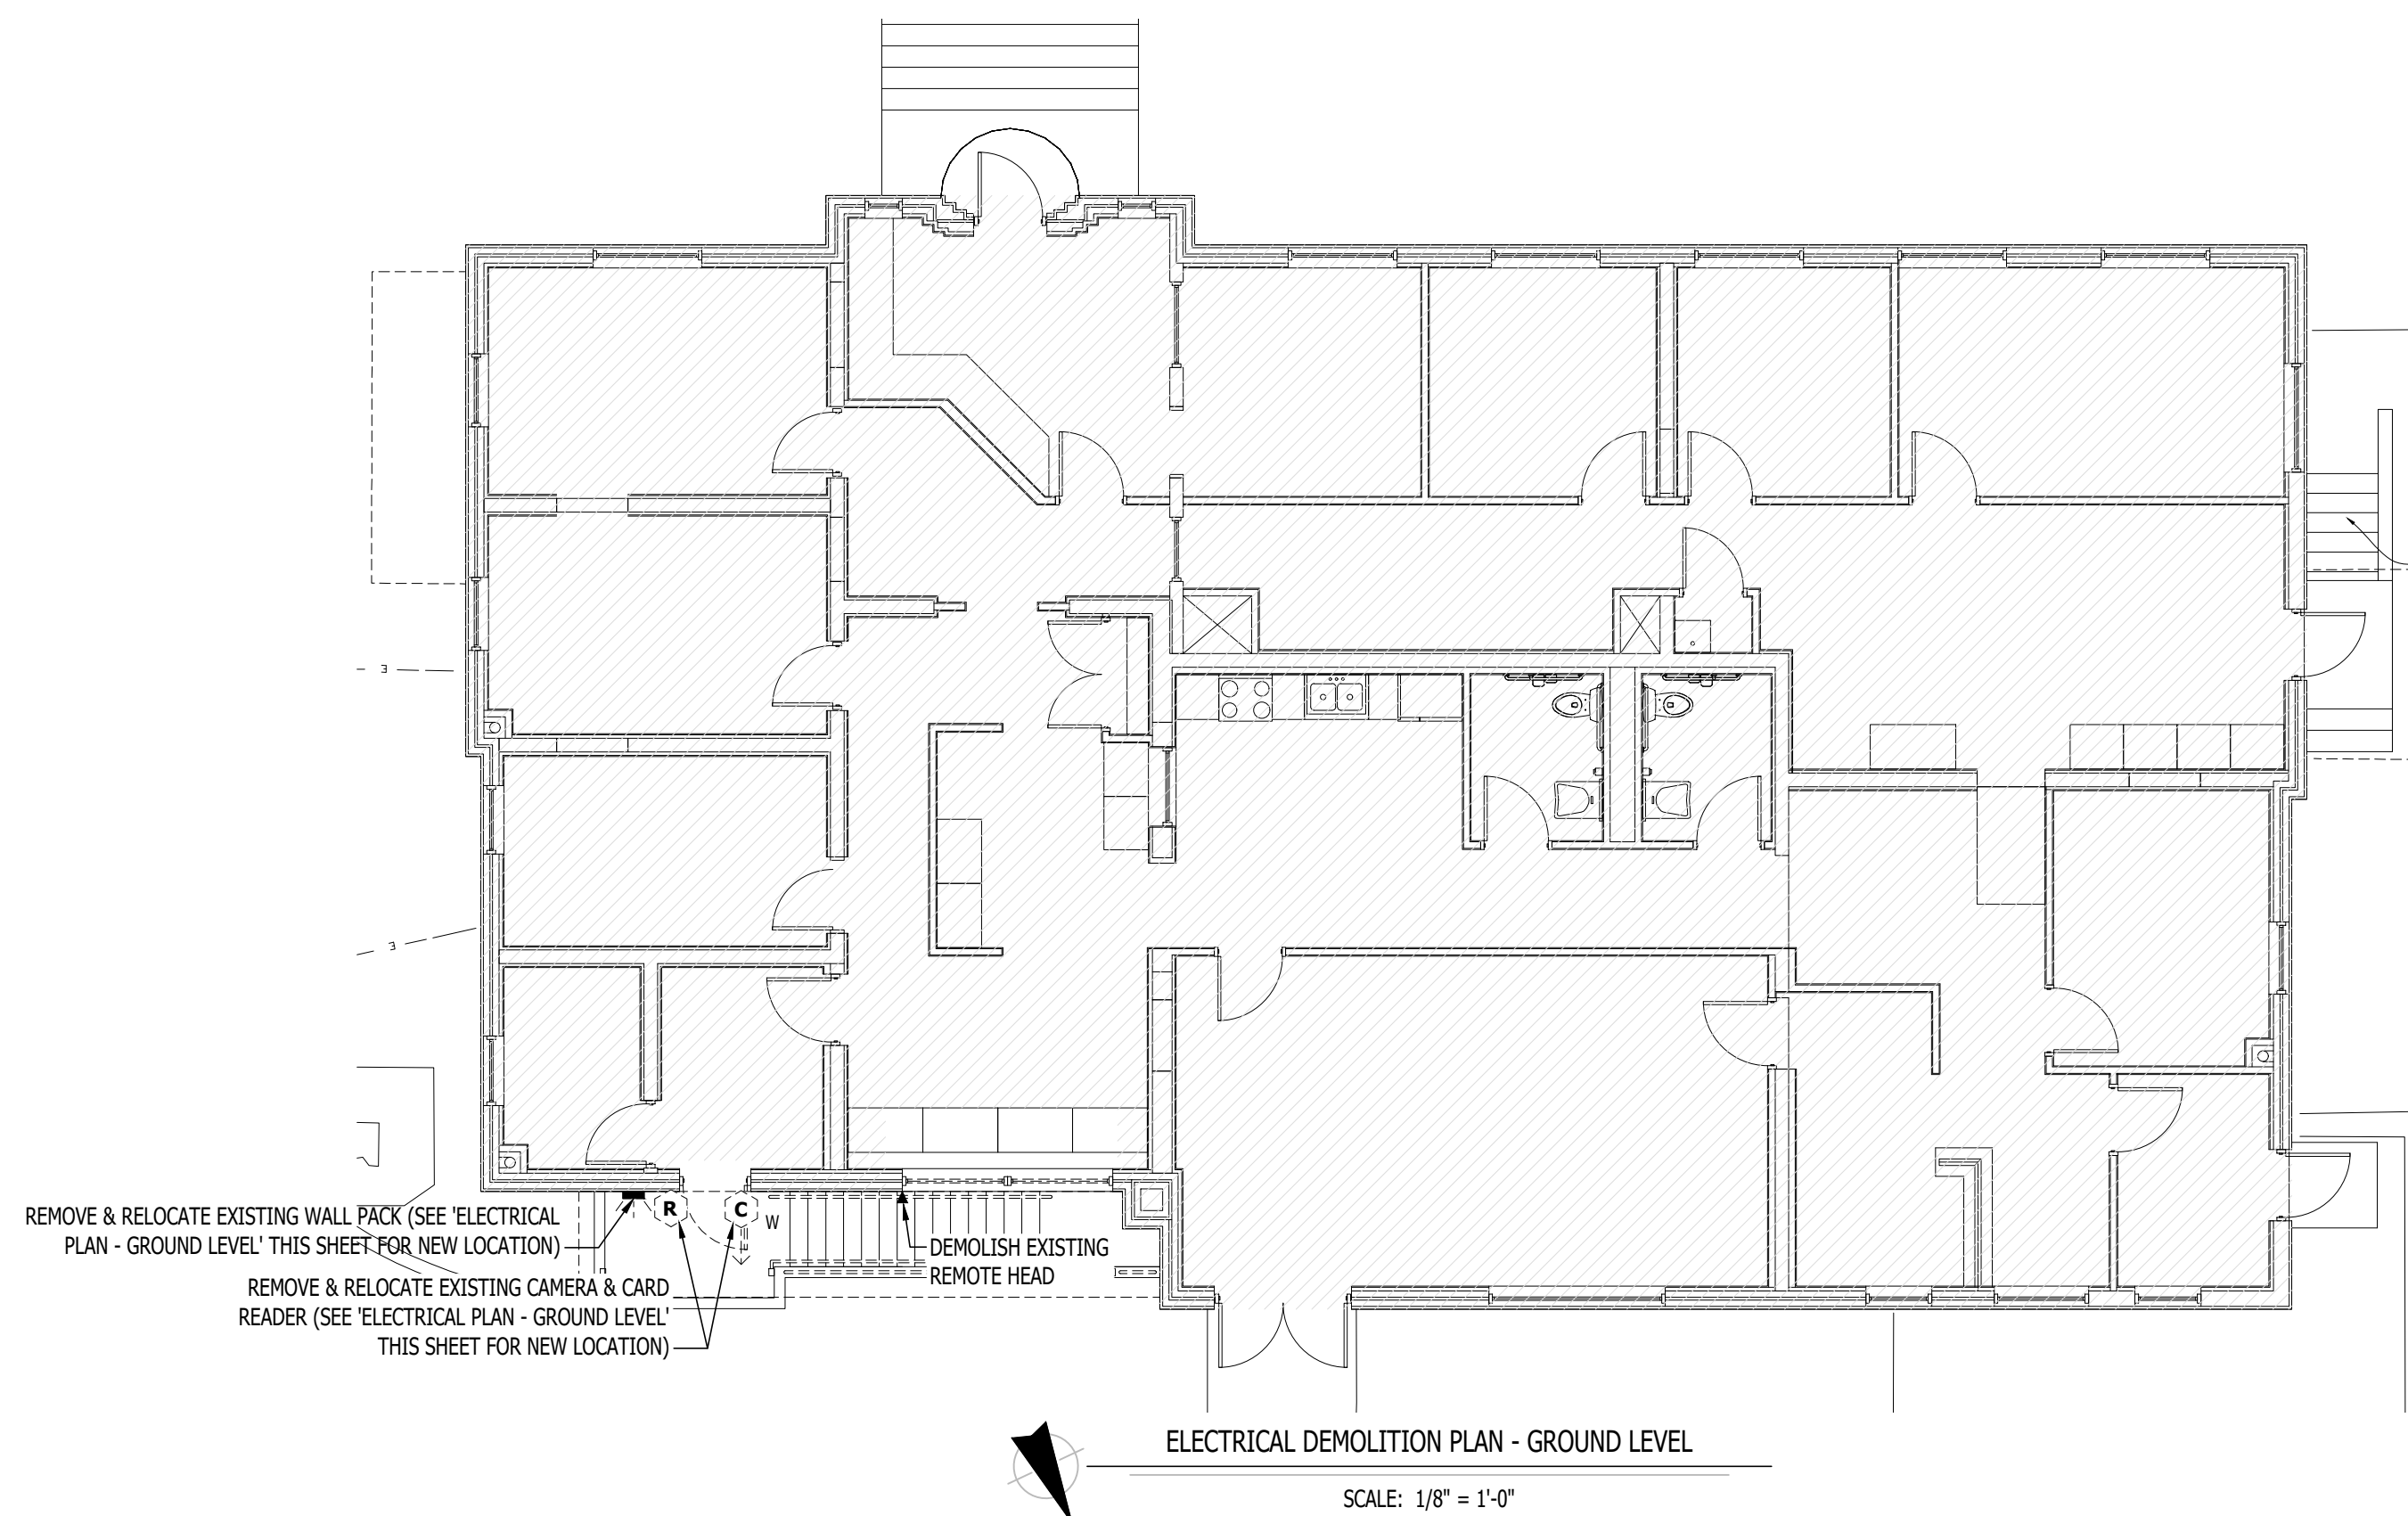 REMOVE & RELOCATE EXISTING WALL PACK (SEE 'ELECTRICAL
PLAN - GROUND LEVEL' THIS SHEET FOR NEW LOCATION)
REMOVE & RELOCATE EXISTING CAMERA & CARD
READER (SEE 'ELECTRICAL PLAN - GROUND LEVEL'
THIS SHEET FOR NEW LOCATION)
R
C
W
DEMOLISH EXISTING
REMOTE HEAD
E
E
ELECTRICAL DEMOLITION PLAN - GROUND LEVEL
SCALE: 1/8" = 1'-0"